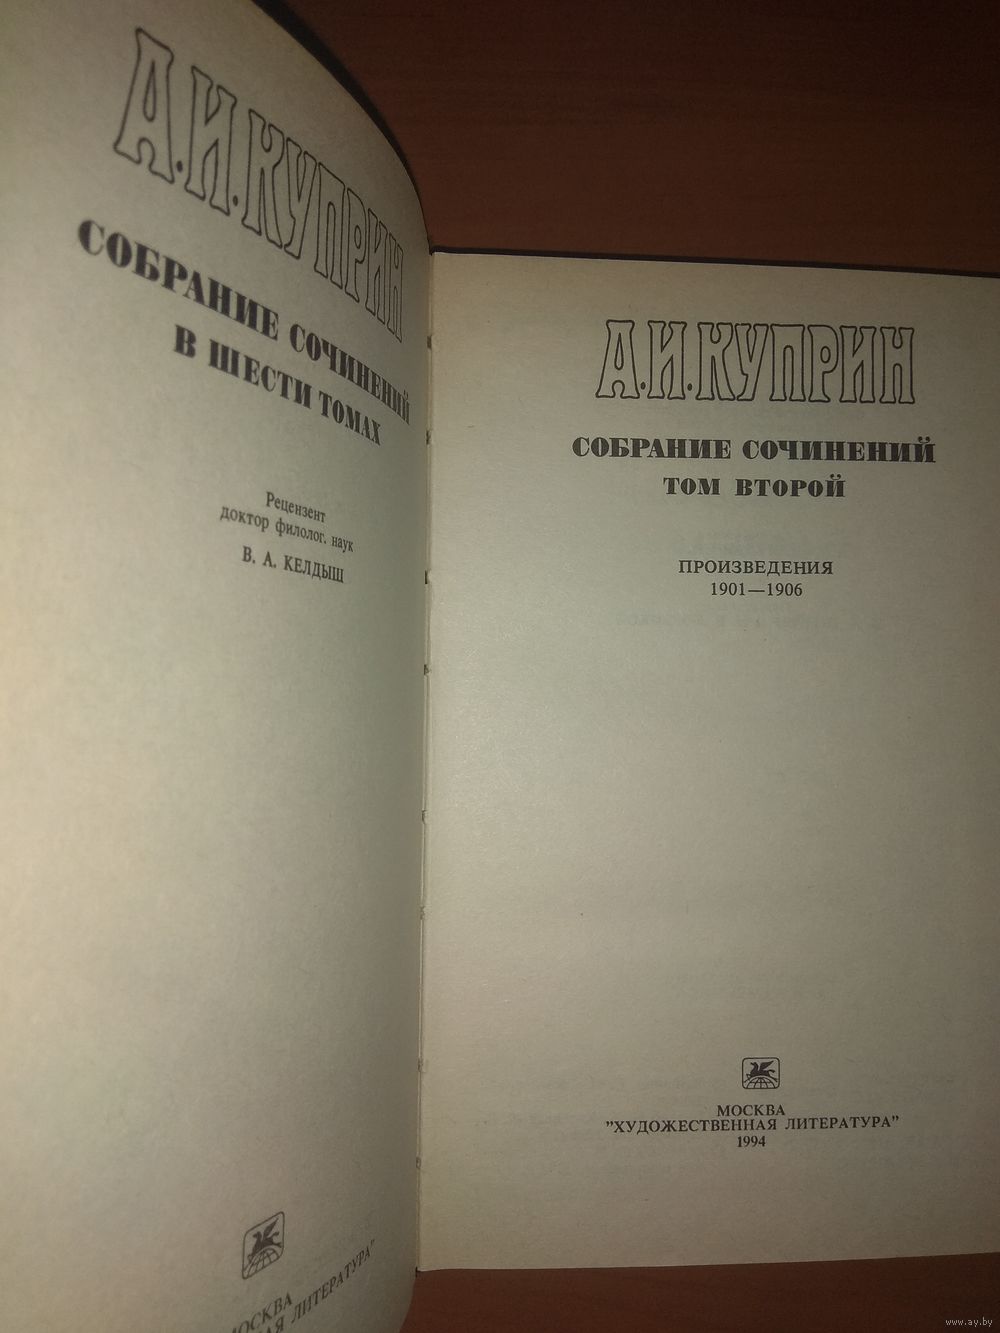 А.И.КУПРИН
СОБРАНИЕ СОЧИНЕНИЙ
В ШЕСТИ ТОМАХ
Рецензент
доктор филолог. наук
В. А. КЕЛДЫШ
ЛИТЕРАТУРА"
А.И.КУПРИН
СОБРАНИЕ СОЧИНЕНИЙ
ТОМ ВТОРОЙ
ПРОИЗВЕДЕНИЯ
1901—1906
МОСКВА
"ХУДОЖЕСТВЕННАЯ ЛИТЕРАТУРА"
1994
www.ay.by